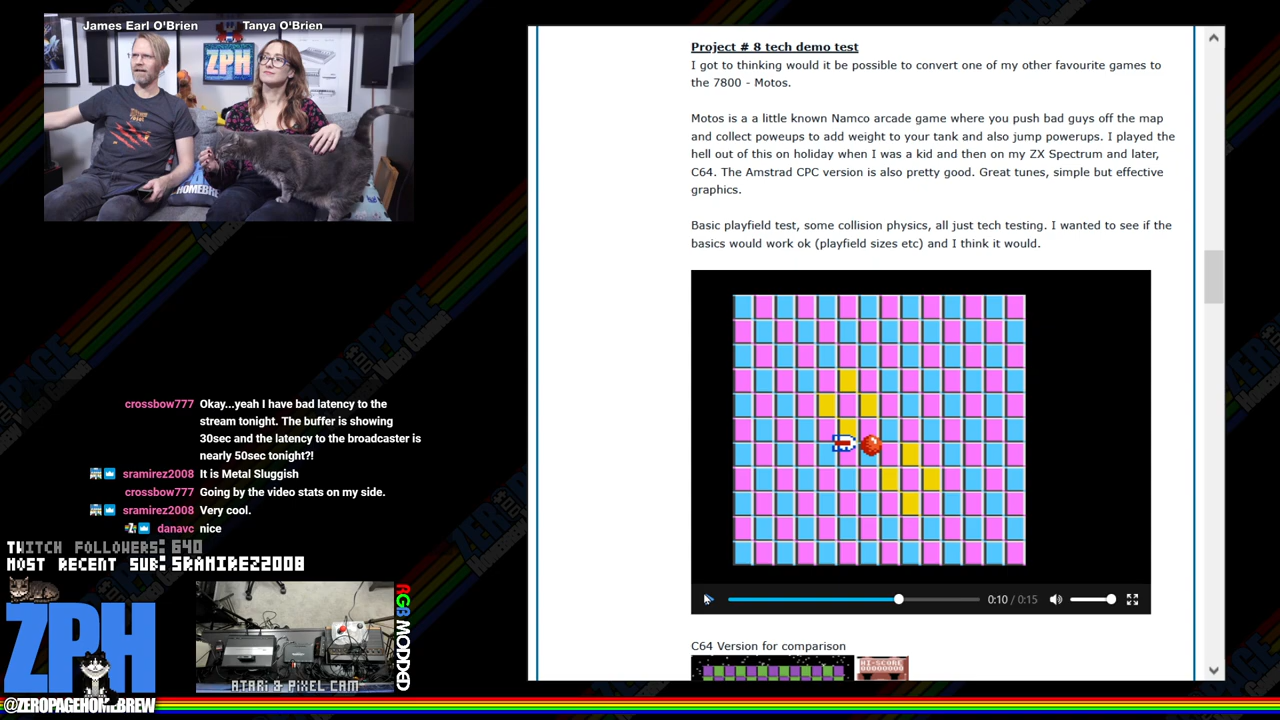 James Earl O'Brien
Tanya O'Brien
ZPH
HOMEBREW
Project # 8 tech demo test
I got to thinking would it be possible to convert one of my other favourite games to
the 7800 - Motos.
Motos is a a little known Namco arcade game where you push bad guys off the map
and collect poweups to add weight to your tank and also jump powerups. I played the
hell out of this on holiday when I was a kid and then on my ZX Spectrum and later,
C64. The Amstrad CPC version is also pretty good. Great tunes, simple but effective
graphics.
Basic playfield test, some collision physics, all just tech testing. I wanted to see if the
basics would work ok (playfield sizes etc) and I think it would.
0:10 / 0:15
C64 Version for comparison
HI-SCORE
crossbow777 Okay...yeah I have bad latency to the
stream tonight. The buffer is showing
30sec and the latency to the broadcaster is
nearly 50sec tonight?!
sramirez2008 It is Metal Sluggish
crossbow777 Going by the video stats on my side.
sramirez2008 Very cool.
danavc nice
TWITCH FOLLOWERS: 640
MOST RECENT SUB: SRAMIREZ2008
ZPH
RGB MODDED
ATARI & PIXEL CAM
@ZEROPAGEHOMEBREW